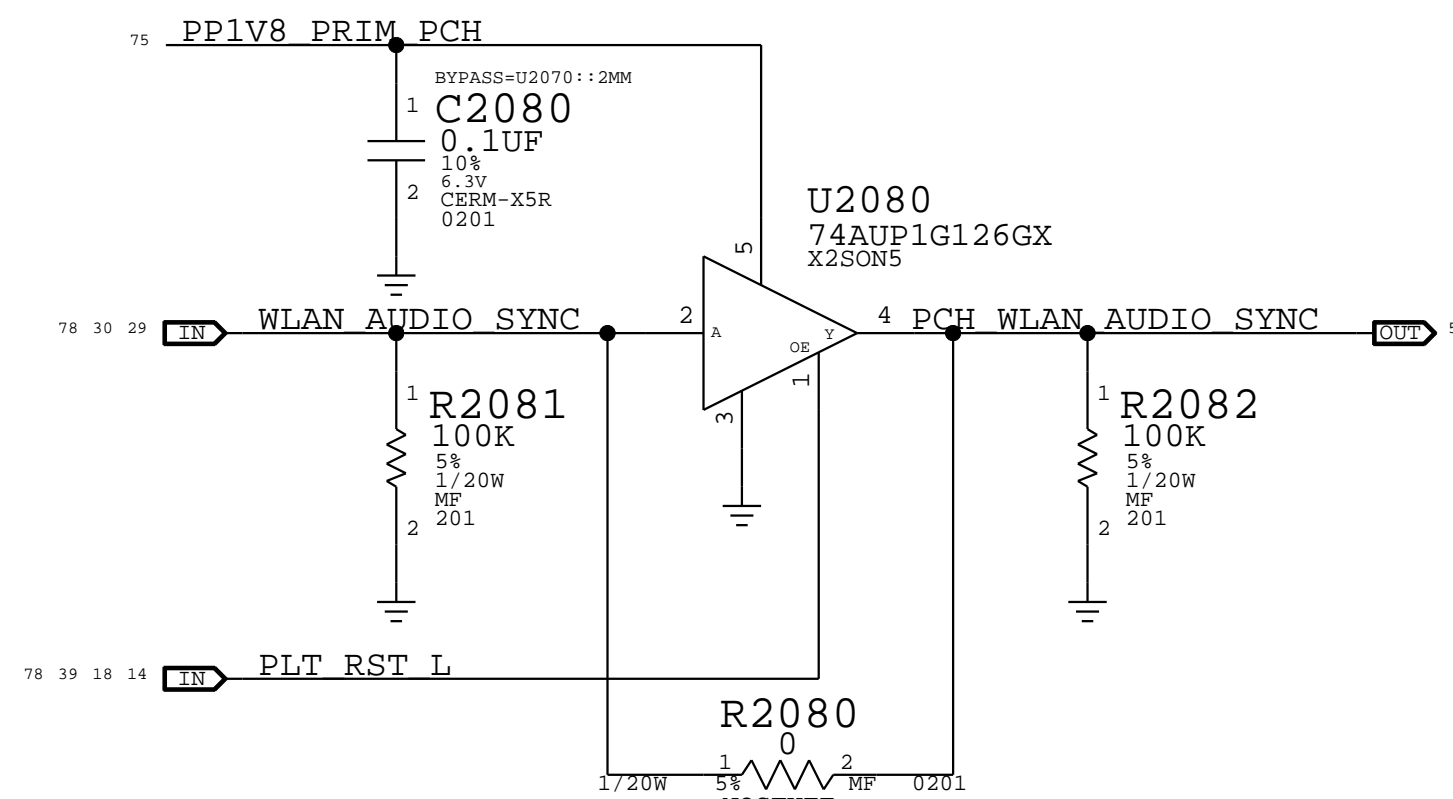 75 PP1V8_PRIM_PCH
BYPASS=U2070::2MM
1
C2080
0.1UF
10%
6.3V
2
CERM-X5R
0201
U2080
74AUP1G126GX
X2SON5
5
78 30 29 IN WLAN_AUDIO_SYNC
2 A Y 4
OE
1
3
PCH_WLAN_AUDIO_SYNC OUT
1
R2081
100K
5%
1/20W
MF
201
2
1
R2082
100K
5%
1/20W
MF
201
2
78 39 18 14 IN PLT_RST_L
R2080
0
1 2
1/20W 5% MF 0201